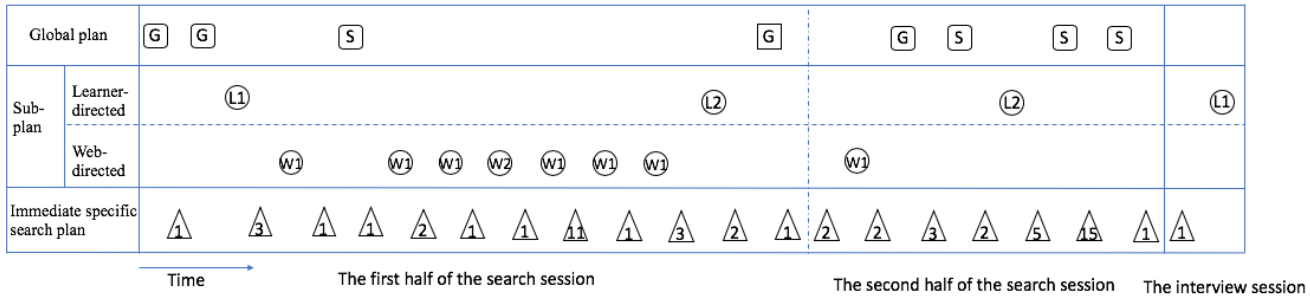 Global plan G G S G G S S S
Sub-
plan
Learner-
directed
L1 L2 L2 L1
Web-
directed
W1 W1 W1 W2 W1 W1 W1 W1
Immediate specific
search plan
1 3 1 1 2 1 1 11 1 3 2 1 2 2 3 2 5 15 1 1
Time The first half of the search session The second half of the search session The interview session